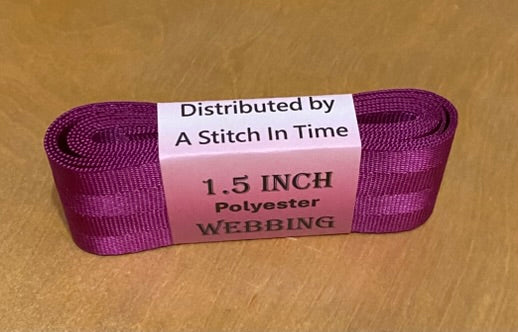 Distributed by
A Stitch In Time
1.5 INCH
Polyester
WEBBING